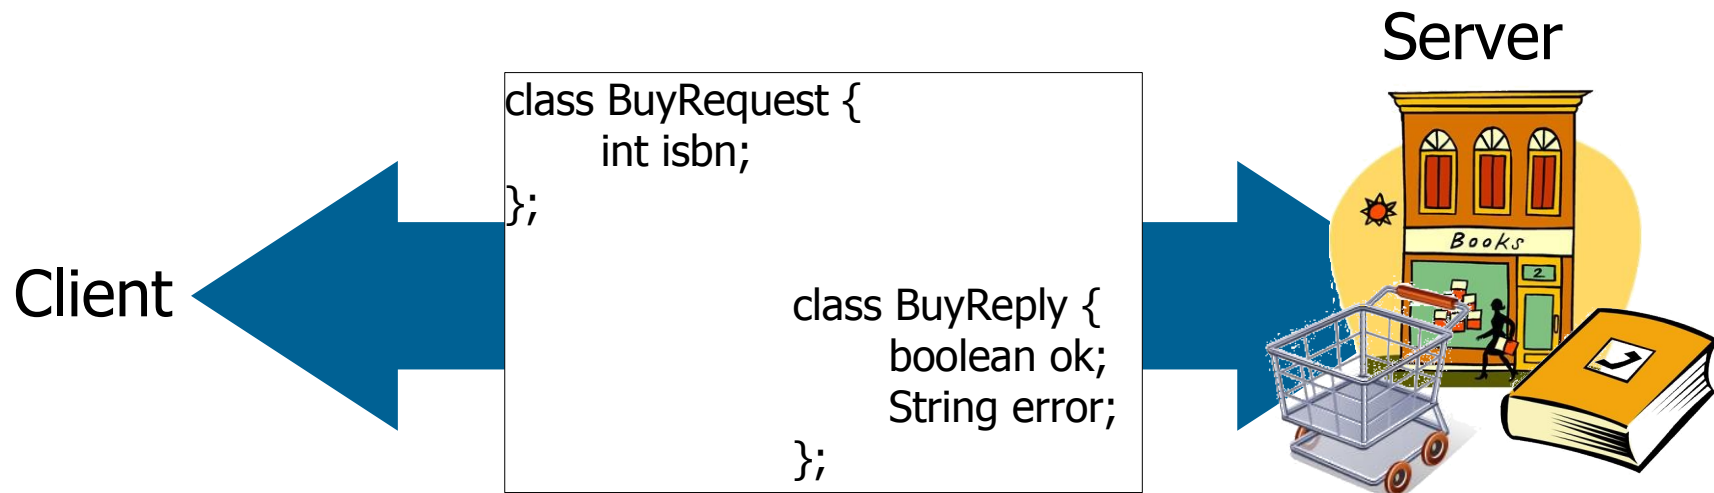 Server
class BuyRequest {
int isbn;
};
Books
2
Client
class BuyReply {
boolean ok;
String error;
};